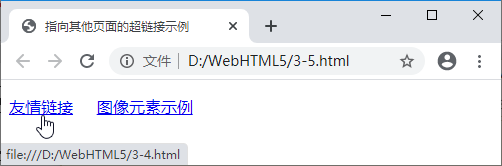 指向其他页面的超链接示例
文件 | D:/WebHTML5/3-5.html
友情链接 图像元素示例
file:///D:/WebHTML5/3-4.html